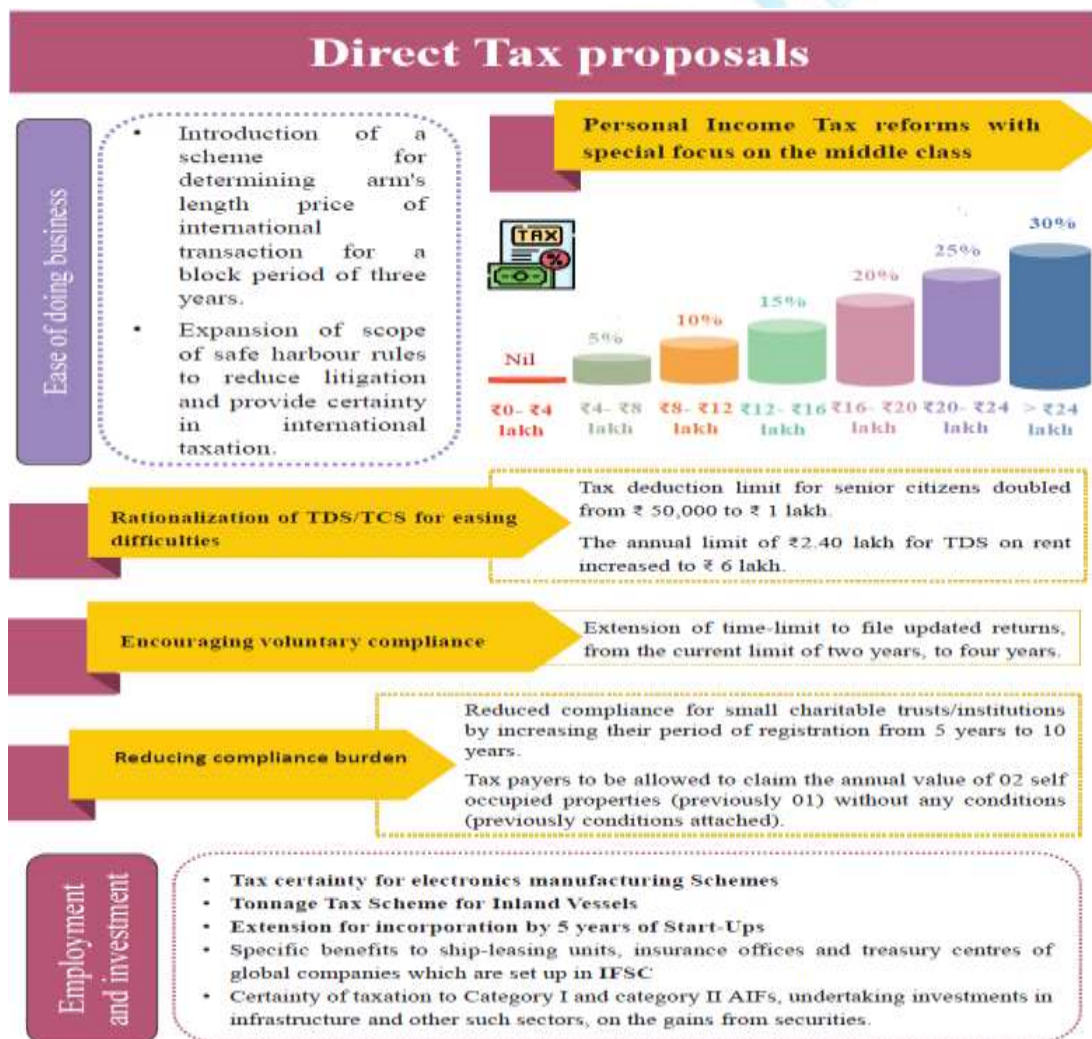 Direct Tax proposals
Ease of doing business
• Introduction of a
scheme for
determining arm's
length price of
international
transaction for a
block period of three
years.
• Expansion of scope
of safe harbour rules
to reduce litigation
and provide certainty
in international
taxation.
Personal Income Tax reforms with
special focus on the middle class
TAX
%
Nil
5%
10%
15%
20%
25%
30%
₹0- ₹4
lakh
₹4- ₹8
lakh
₹8- ₹12
lakh
₹12- ₹16
lakh
₹16- ₹20
lakh
₹20- ₹24
lakh
> ₹24
lakh
Rationalization of TDS/TCS for easing
difficulties
Tax deduction limit for senior citizens doubled
from ₹ 50,000 to ₹ 1 lakh.
The annual limit of ₹2.40 lakh for TDS on rent
increased to ₹ 6 lakh.
Encouraging voluntary compliance
Extension of time-limit to file updated returns,
from the current limit of two years, to four years.
Reducing compliance burden
Reduced compliance for small charitable trusts/institutions
by increasing their period of registration from 5 years to 10
years.
Tax payers to be allowed to claim the annual value of 02 self
occupied properties (previously 01) without any conditions
(previously conditions attached).
Employment
and investment
• Tax certainty for electronics manufacturing Schemes
• Tonnage Tax Scheme for Inland Vessels
• Extension for incorporation by 5 years of Start-Ups
• Specific benefits to ship-leasing units, insurance offices and treasury centres of
global companies which are set up in IFSC
• Certainty of taxation to Category I and category II AIFs, undertaking investments in
infrastructure and other such sectors, on the gains from securities.